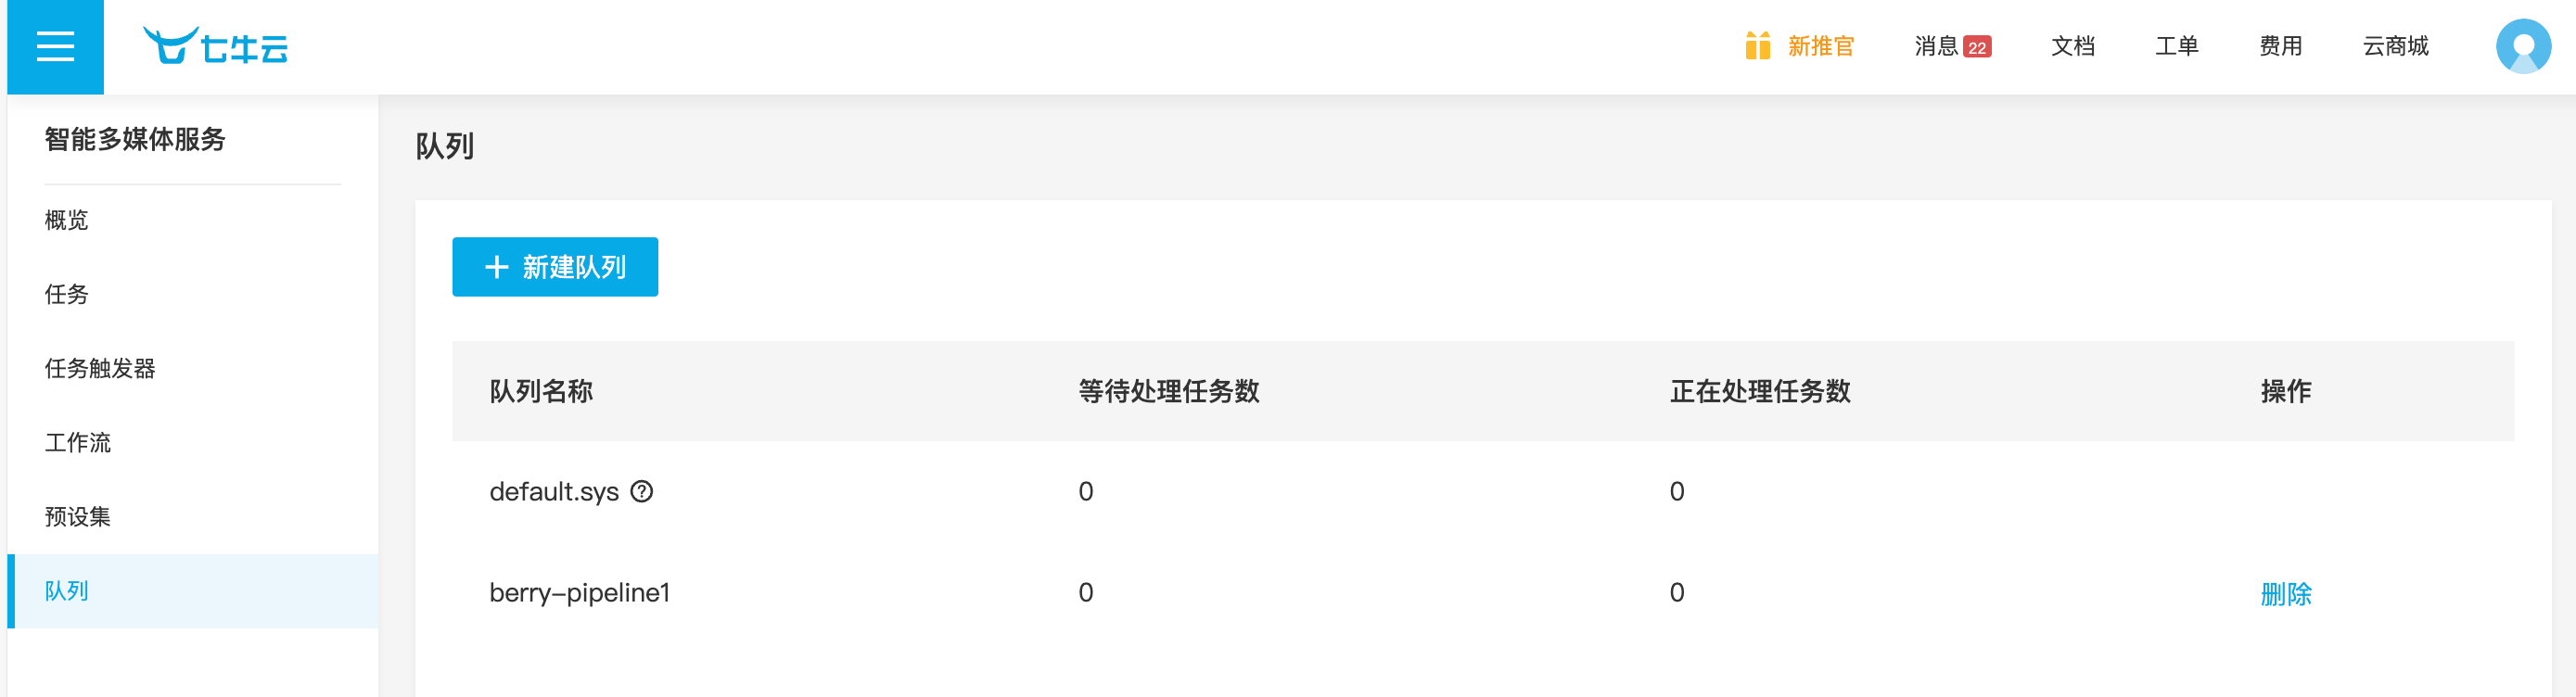 七牛云
新推官 消息 22 文档 工单 费用 云商城
智能多媒体服务
概览
任务
任务触发器
工作流
预设集
队列
队列
+ 新建队列
队列名称 等待处理任务数 正在处理任务数 操作
default.sys ? 0 0
berry-pipeline1 0 0 删除